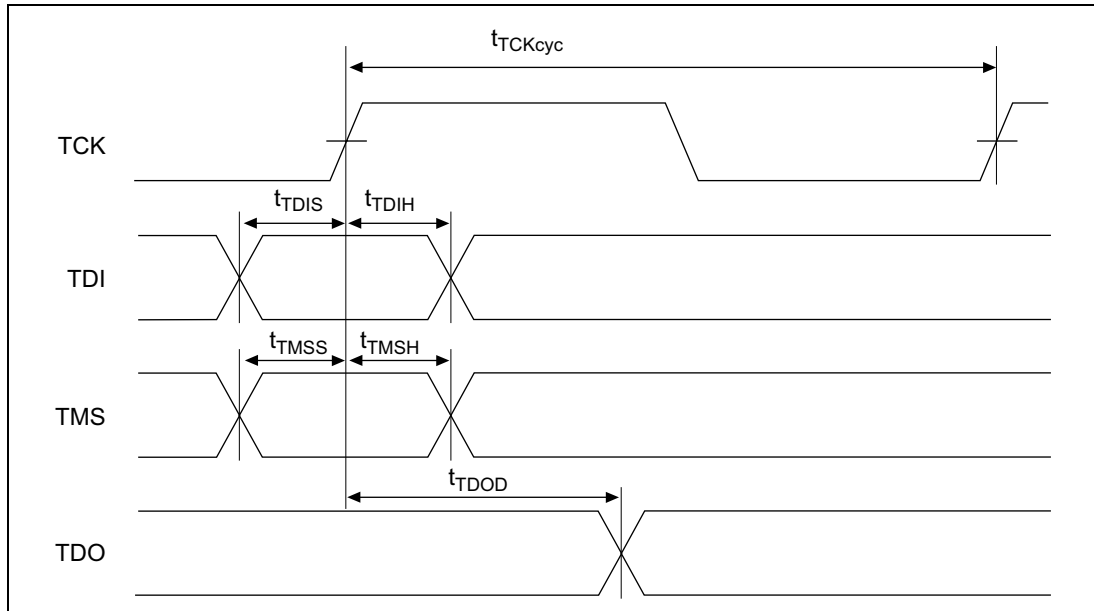 tTCKcyc
TCK
tTDIS tTDIH
TDI
tTMSS tTMSH
TMS
tTDOD
TDO